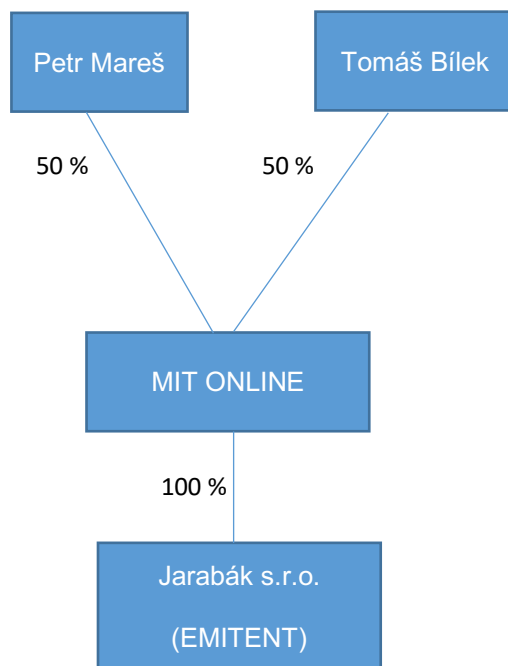 Petr Mareš
Tomáš Bílek
50 %
50 %
MIT ONLINE
100 %
Jarabák s.r.o.
(EMITENT)